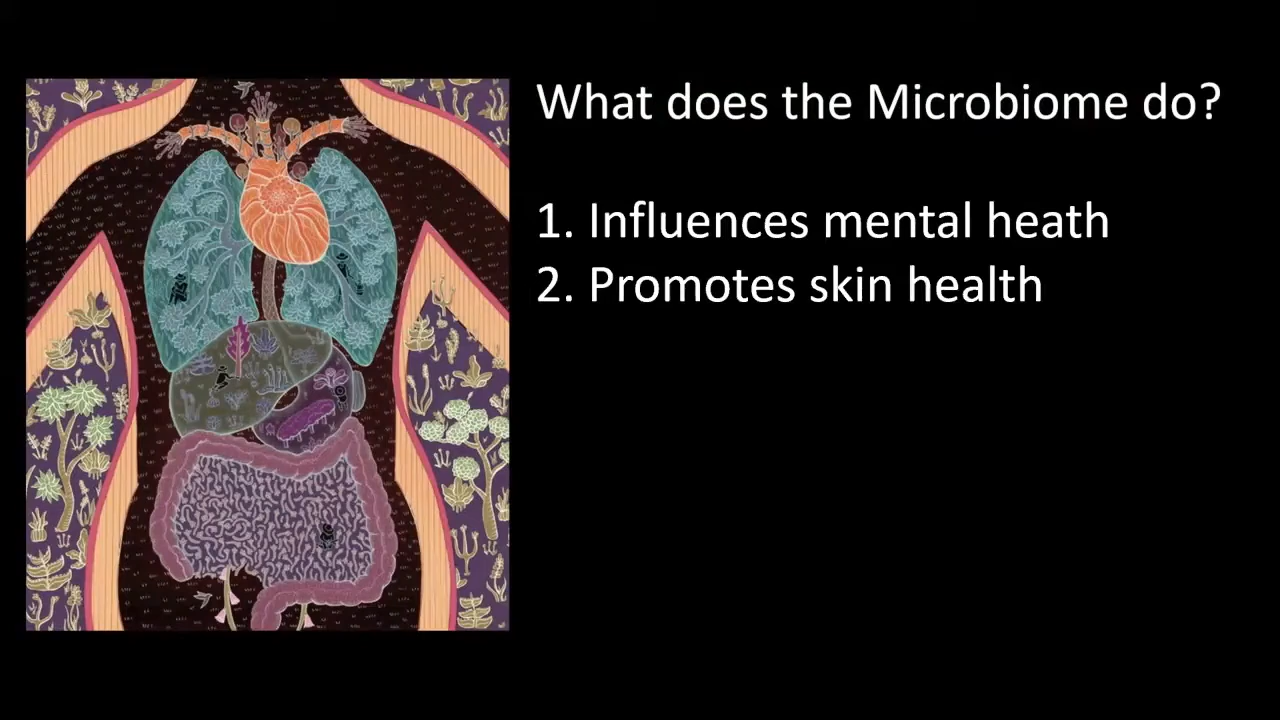 What does the Microbiome do?
1. Influences mental heath
2. Promotes skin health